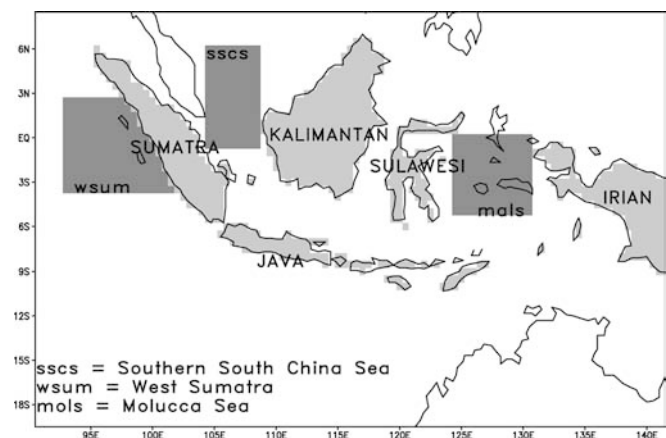 6N
sscs
3N
EQ
KALIMANTAN
SUMATRA
SULAWESI
3S
wsum
IRIAN
mals
6S
JAVA
9S
12S
15S
sscs = Southern South China Sea
wsum = West Sumatra
mols = Molucca Sea
18S
95E 100E 105E 110E 115E 120E 125E 130E 135E 140E